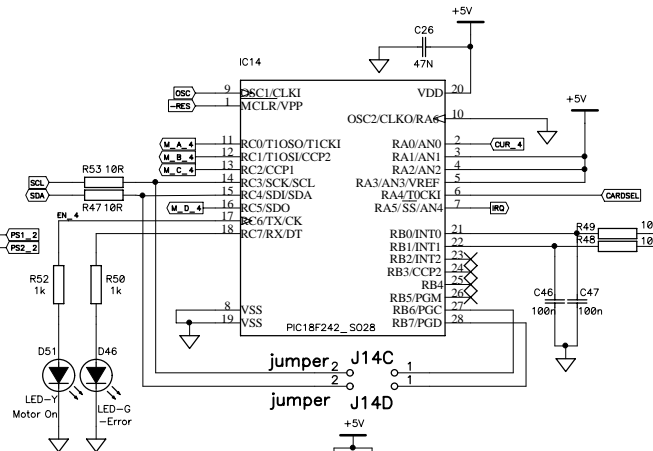 +5V
C26
47N
IC14
+5V
OSC 9 OSC1/CLKI VDD 20
-RES 1 MCLR/VPP
OSC2/CLKO/RA6 10
M_A_4 11 RC0/T1OSO/T1CKI RA0/AN0 2 CUR_4
M_B_4 12 RC1/T1OSI/CCP2 RA1/AN1 3
M_C_4 13 RC2/CCP1 RA2/AN2 4
R53 10R
SCL 14 RC3/SCK/SCL RA3/AN3/VREF 5
SDA 15 RC4/SDI/SDA RA4/T0CKI 6 CARDSEL
R47 10R
M_D_4 16 RC5/SDO RA5/SS/AN4 7 IRQ
EN_4 17 RC6/TX/CK
PS1_2 18 RC7/RX/DT RB0/INT0 21 R49 10
PS2_2 RB1/INT1 22 R48 10
RB2/INT2 23
RB3/CCP2 24
RB4 25
RB5/PGM 26
R52 1k
R50 1k
C46 100n
C47 100n
8 VSS RB6/PGC 27
19 VSS RB7/PGD 28
PIC18F242_SO28
D51
D46
jumper 2 J14C 1
2 1
jumper J14D
LED-Y
Motor On
LED-G
-Error
+5V